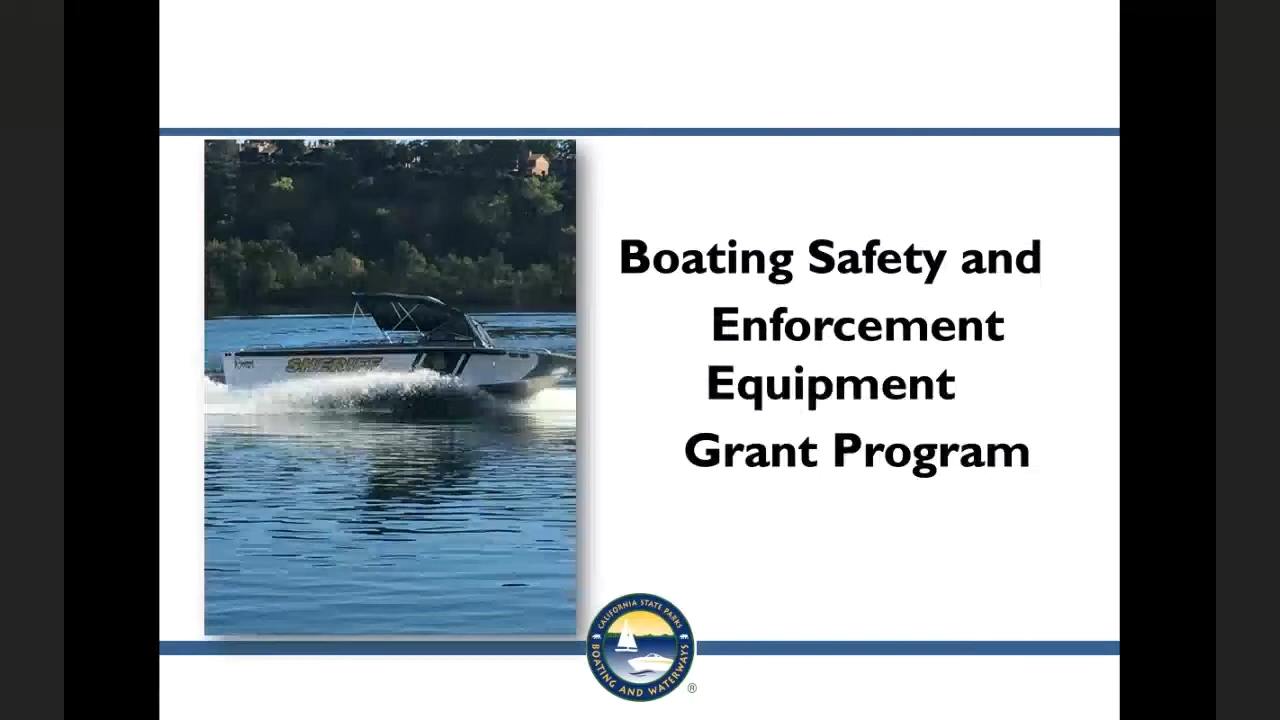 Boating Safety and
Enforcement
Equipment
Grant Program
SHERIFF
CALIFORNIA STATE PARKS
BOATING AND WATERWAYS
®